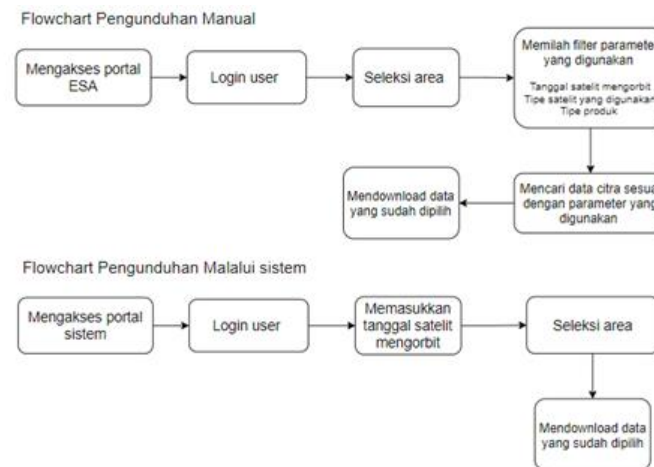 Flowchart Pengunduhan Manual
Mengakses portal
ESA
Login user
Seleksi area
Memilah filter parameter
yang digunakan
Tanggal satelit mengorbit
Tipe satelit yang digunakan
Tipe produk
Mencari data citra sesuai
dengan parameter yang
digunakan
Mendownload data
yang sudah dipilih
Flowchart Pengunduhan Malalui sistem
Mengakses portal
sistem
Login user
Memasukkan
tanggal satelit
mengorbit
Seleksi area
Mendownload data
yang sudah dipilih